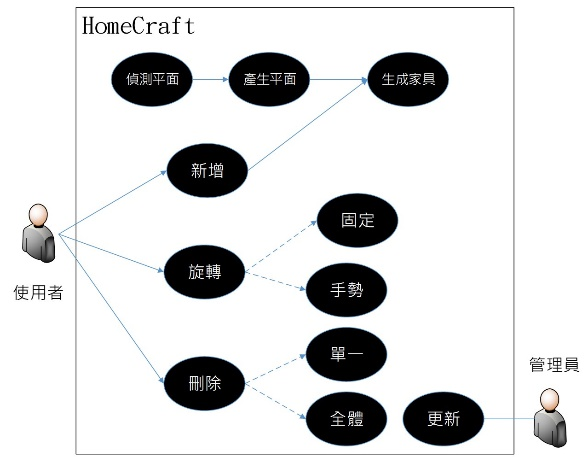 HomeCraft
偵測平面
產生平面
生成家具
新增
固定
旋轉
手勢
使用者
單一
刪除
管理員
全體
更新